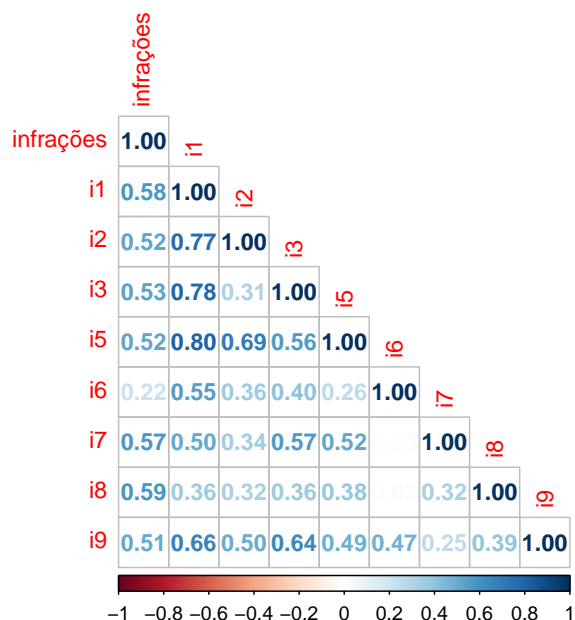 infrações
infrações 1.00 i1
i1 0.58 1.00 i2
i2 0.52 0.77 1.00 i3
i3 0.53 0.78 0.31 1.00 i5
i5 0.52 0.80 0.69 0.56 1.00 i6
i6 0.22 0.55 0.36 0.40 0.26 1.00 i7
i7 0.57 0.50 0.34 0.57 0.52 0.03 1.00 i8
i8 0.59 0.36 0.32 0.36 0.38 0.03 0.32 1.00 i9
i9 0.51 0.66 0.50 0.64 0.49 0.47 0.25 0.39 1.00
−1 −0.8 −0.6 −0.4 −0.2 0 0.2 0.4 0.6 0.8 1